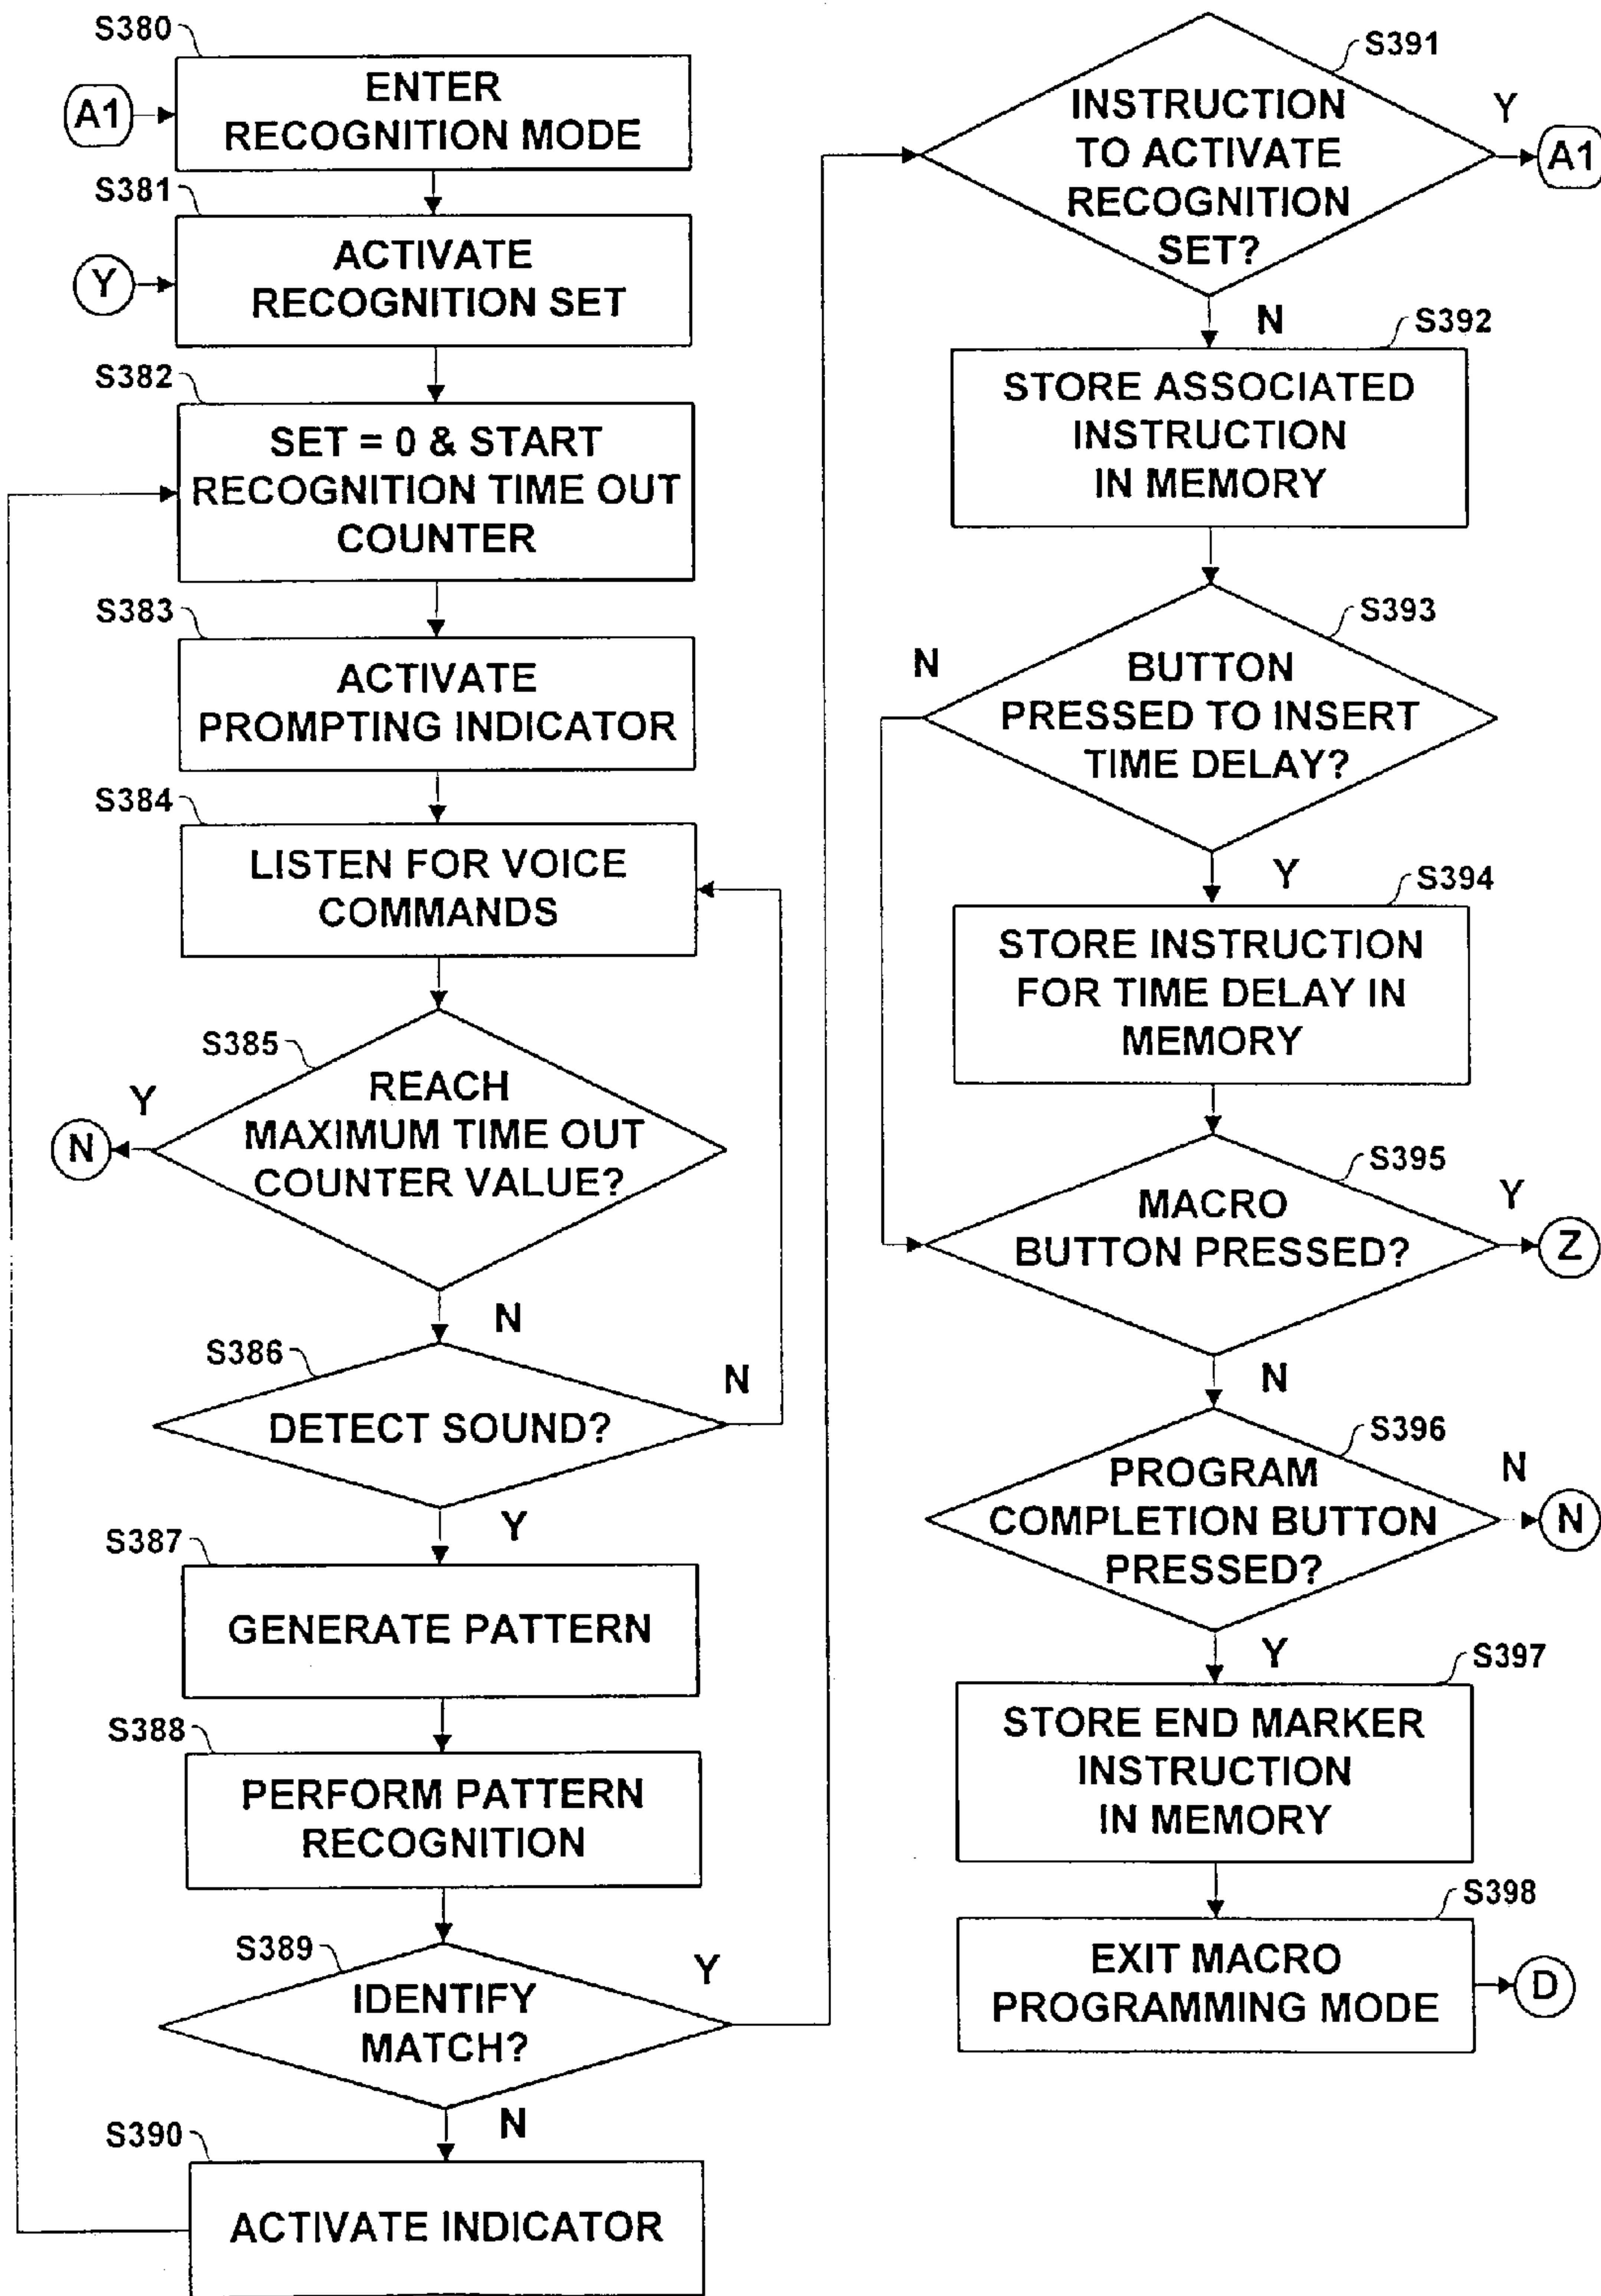 S380
A1
ENTER
RECOGNITION MODE
S381
Y
ACTIVATE
RECOGNITION SET
S382
SET = 0 & START
RECOGNITION TIME OUT
COUNTER
S383
ACTIVATE
PROMPTING INDICATOR
S384
LISTEN FOR VOICE
COMMANDS
S385
REACH
MAXIMUM TIME OUT
COUNTER VALUE?
Y
N
N
S386
DETECT SOUND?
N
Y
S387
GENERATE PATTERN
S388
PERFORM PATTERN
RECOGNITION
S389
IDENTIFY
MATCH?
Y
N
S390
ACTIVATE INDICATOR
S391
INSTRUCTION
TO ACTIVATE
RECOGNITION
SET?
Y
A1
N
S392
STORE ASSOCIATED
INSTRUCTION
IN MEMORY
S393
N
BUTTON
PRESSED TO INSERT
TIME DELAY?
Y
S394
STORE INSTRUCTION
FOR TIME DELAY IN
MEMORY
S395
MACRO
BUTTON PRESSED?
Y
Z
N
S396
PROGRAM
COMPLETION BUTTON
PRESSED?
N
N
Y
S397
STORE END MARKER
INSTRUCTION
IN MEMORY
S398
EXIT MACRO
PROGRAMMING MODE
D